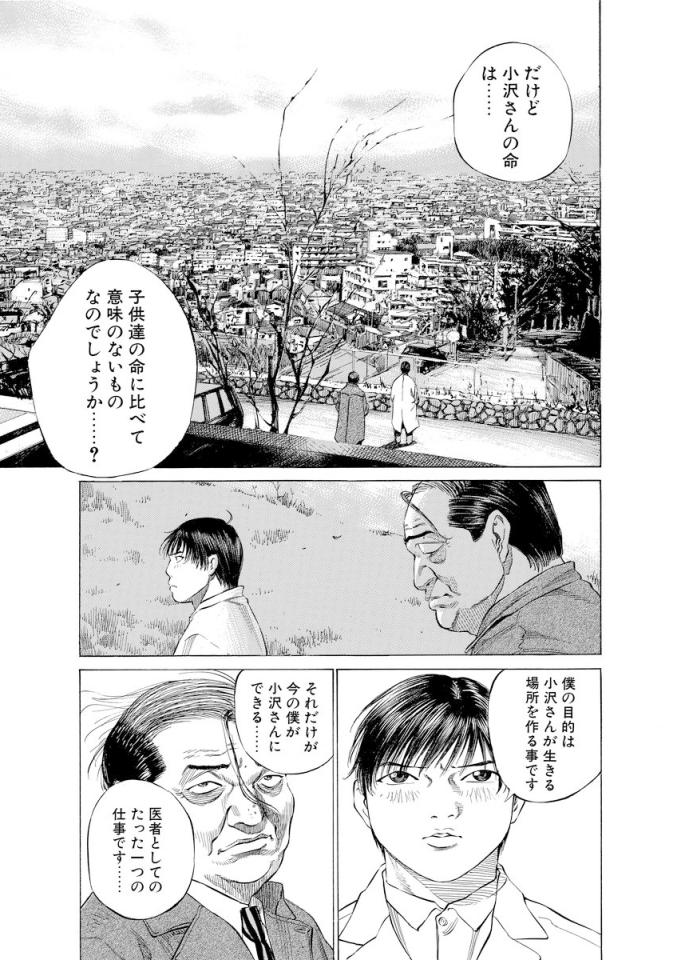 だけど
小沢さんの命
は……
子供達の命に比べて
意味のないもの
なのでしょうか……？
僕の目的は
小沢さんが生きる
場所を作る事です
それだけが
今の僕が
小沢さんに
できる……
医者としての
たった一つの
仕事です……